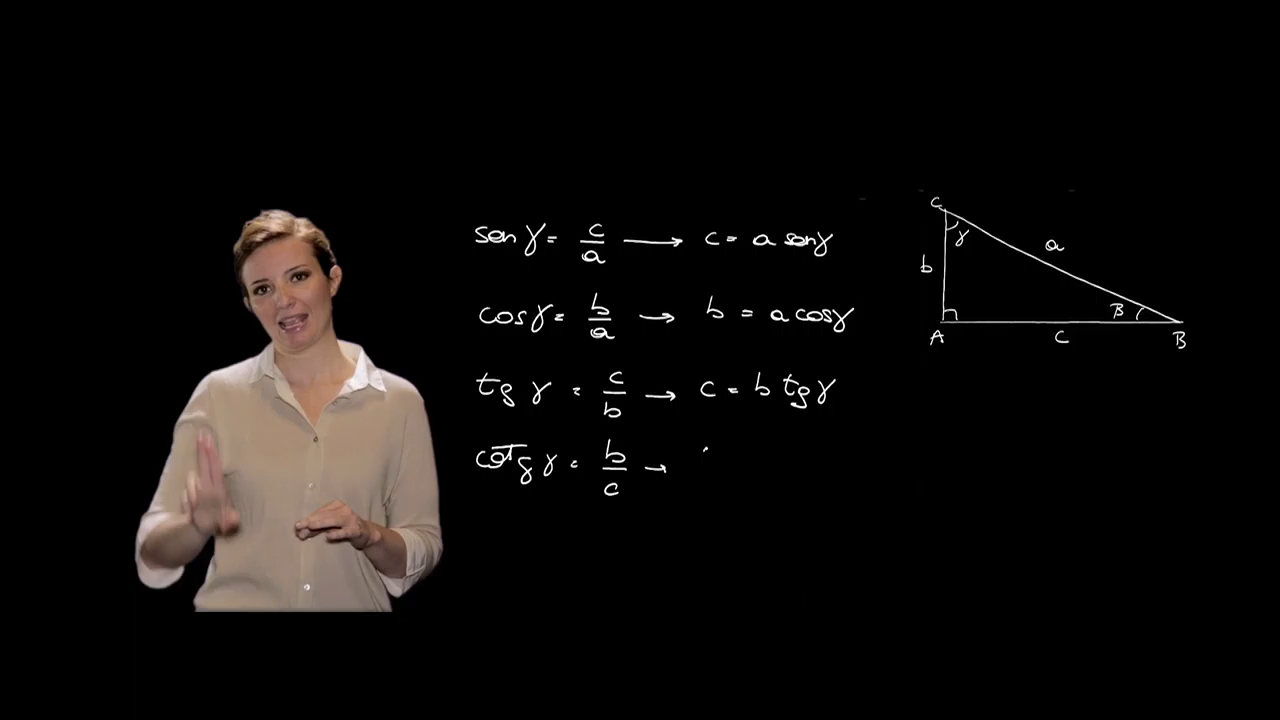 sen γ = c/a → c = a sen γ
cos γ = b/a → b = a cos γ
tg γ = c/b → c = b tg γ
cotg γ = b/c →
C
γ
a
b
β
A
c
B